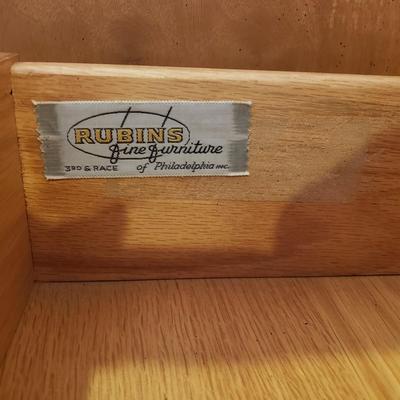 RUBINS
fine furniture
3RD & RACE of Philadelphia INC.